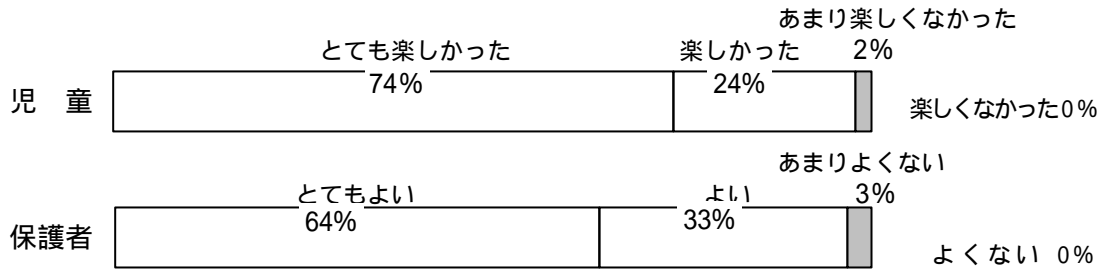 あまり楽しくなかった
とても楽しかった 楽しかった 2%
74% 24%
児 童
楽しくなかった0%
あまりよくない
とてもよい よい 3%
64% 33%
保護者
よくない 0%